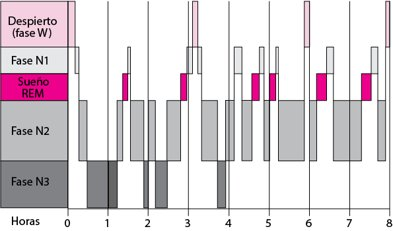 Despierto
(fase W)
Fase N1
Sueño
REM
Fase N2
Fase N3
Horas 0 1 2 3 4 5 6 7 8